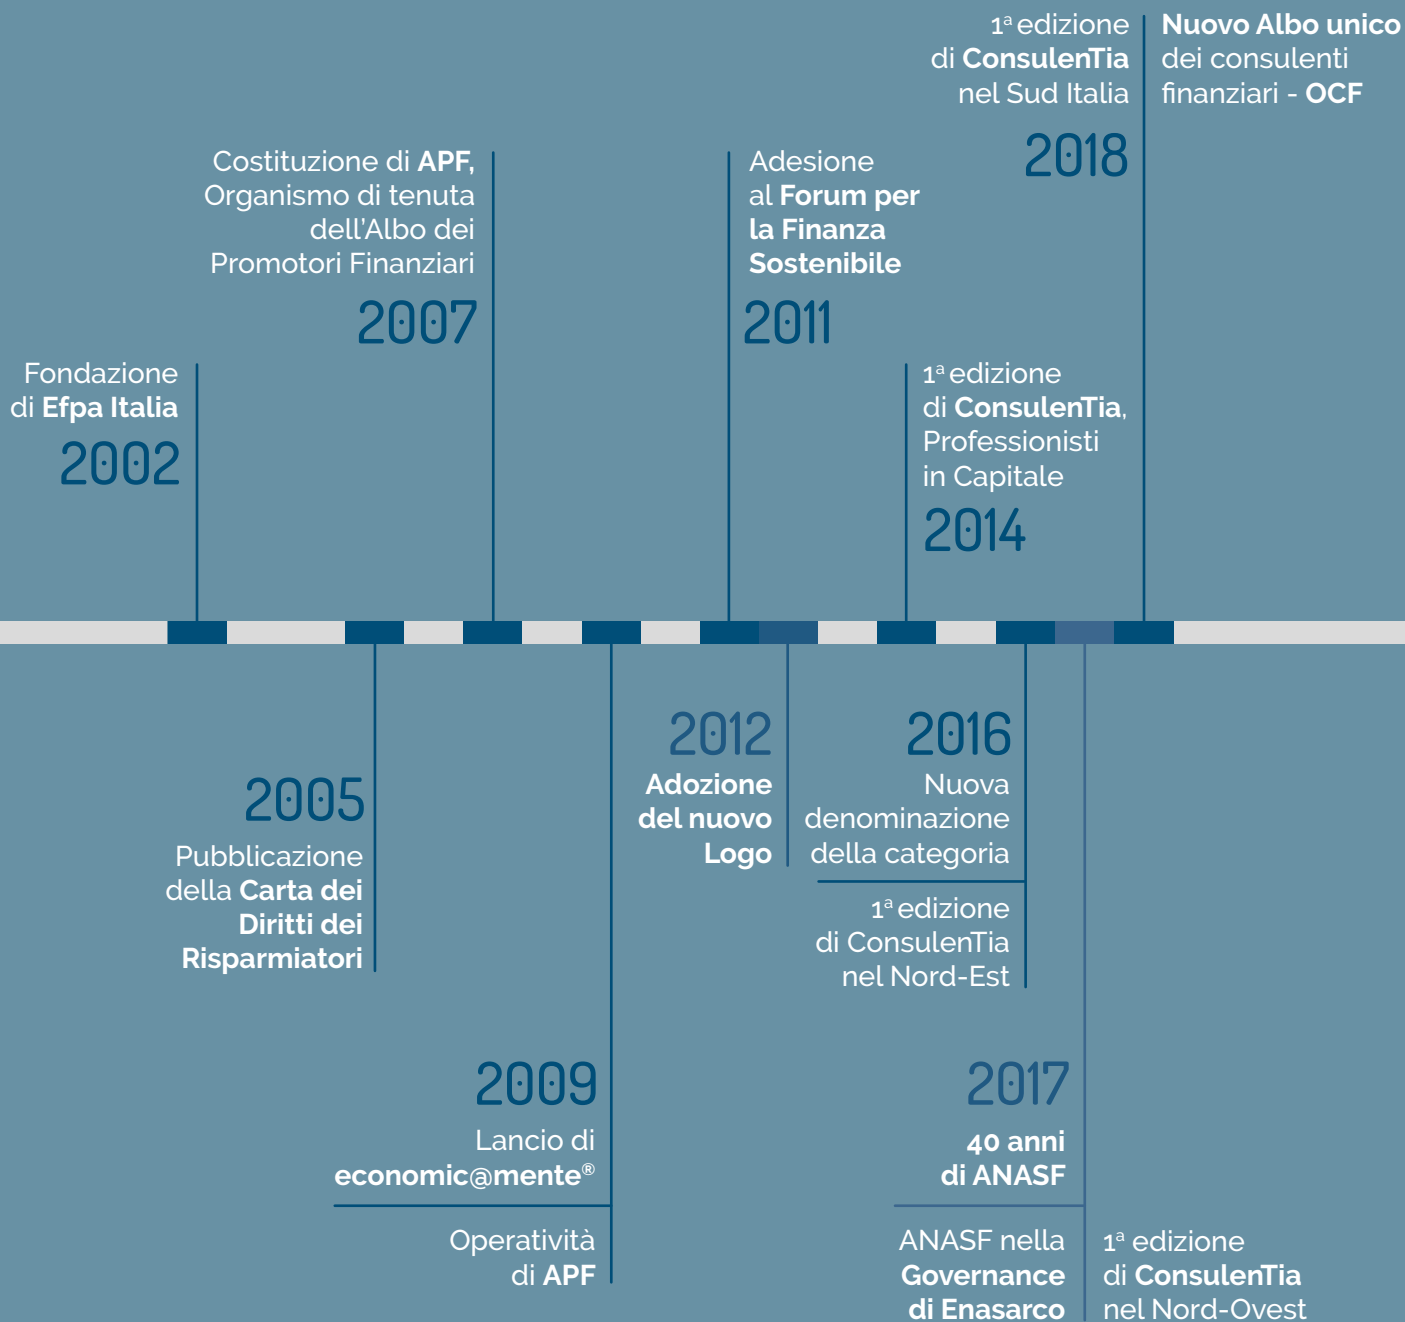 1ª edizione
di ConsulenTia
nel Sud Italia
2018
Nuovo Albo unico
dei consulenti
finanziari - OCF
Costituzione di APF,
Organismo di tenuta
dell'Albo dei
Promotori Finanziari
2007
Adesione
al Forum per
la Finanza
Sostenibile
2011
Fondazione
di Efpa Italia
2002
1ª edizione
di ConsulenTia,
Professionisti
in Capitale
2014
2005
Pubblicazione
della Carta dei
Diritti dei
Risparmiatori
2012
Adozione
del nuovo
Logo
2016
Nuova
denominazione
della categoria
1ª edizione
di ConsulenTia
nel Nord-Est
2009
Lancio di
economic@mente®
Operatività
di APF
2017
40 anni
di ANASF
ANASF nella
Governance
di Enasarco
1ª edizione
di ConsulenTia
nel Nord-Ovest